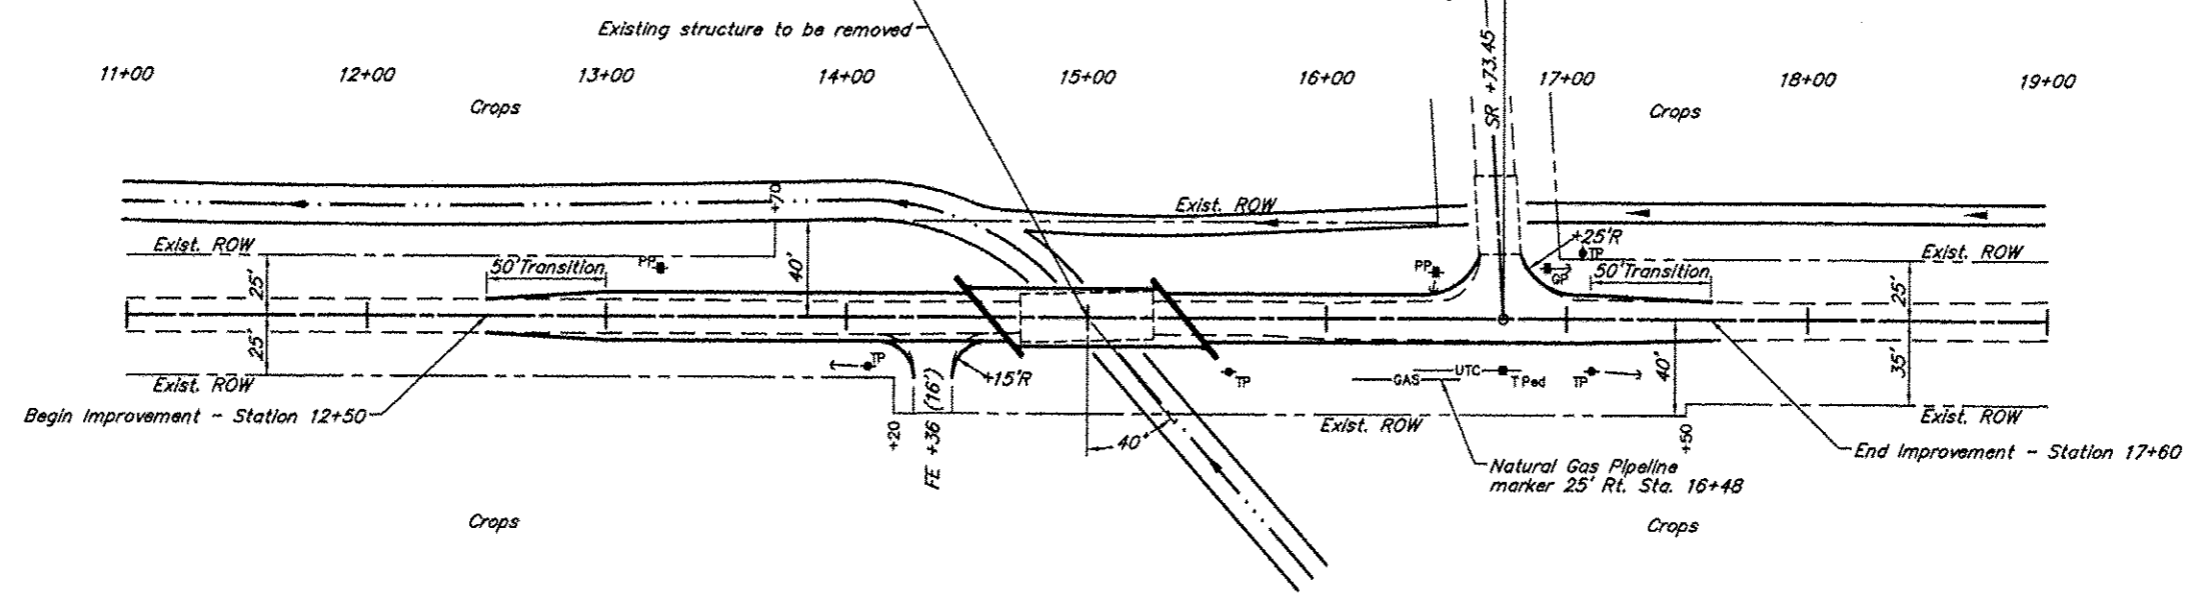 Existing structure to be removed
11+00 12+00 13+00 14+00 15+00 16+00 17+00 18+00 19+00
Crops
Crops
SR +73.45
+70
Exist. ROW
Exist. ROW
+25'R
TP
Exist. ROW
50' Transition
PP
40'
PP
GP
50' Transition
25'
25'
25'
35'
TP
+15'R
TP
GAS
UTC
T Ped
TP
40'
Exist. ROW
Begin Improvement - Station 12+50
+20
FE +36 (16')
40'
Exist. ROW
+50
Exist. ROW
End Improvement - Station 17+60
Natural Gas Pipeline
marker 25' Rt. Sta. 16+48
Crops
Crops